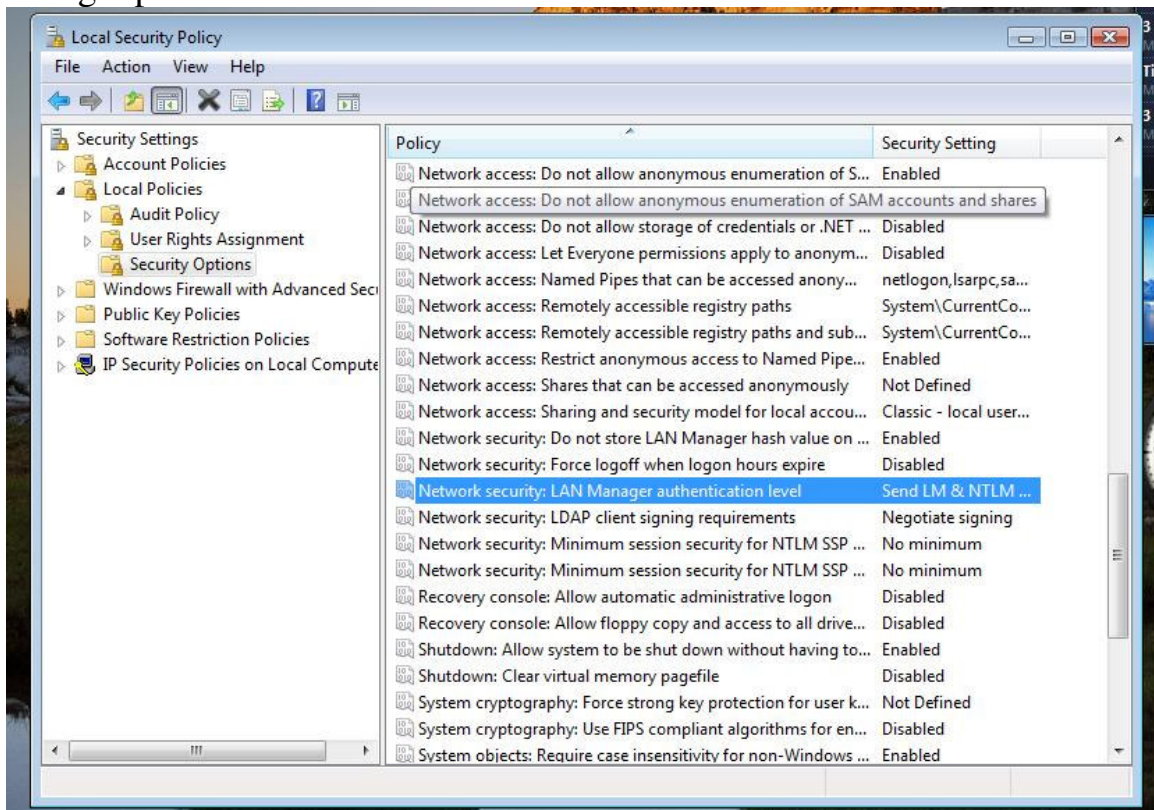 Local Security Policy
File Action View Help
Security Settings
Account Policies
Local Policies
Audit Policy
User Rights Assignment
Security Options
Windows Firewall with Advanced Secu
Public Key Policies
Software Restriction Policies
IP Security Policies on Local Compute
Policy Security Setting
Network access: Do not allow anonymous enumeration of S... Enabled
Network access: Do not allow anonymous enumeration of SAM accounts and shares
Network access: Do not allow storage of credentials or .NET ... Disabled
Network access: Let Everyone permissions apply to anonym... Disabled
Network access: Named Pipes that can be accessed anony... netlogon,lsarpc,sa...
Network access: Remotely accessible registry paths System\CurrentCo...
Network access: Remotely accessible registry paths and sub... System\CurrentCo...
Network access: Restrict anonymous access to Named Pipe... Enabled
Network access: Shares that can be accessed anonymously Not Defined
Network access: Sharing and security model for local accou... Classic - local user...
Network security: Do not store LAN Manager hash value on ... Enabled
Network security: Force logoff when logon hours expire Disabled
Network security: LAN Manager authentication level Send LM & NTLM ...
Network security: LDAP client signing requirements Negotiate signing
Network security: Minimum session security for NTLM SSP ... No minimum
Network security: Minimum session security for NTLM SSP ... No minimum
Recovery console: Allow automatic administrative logon Disabled
Recovery console: Allow floppy copy and access to all drive... Disabled
Shutdown: Allow system to be shut down without having to... Enabled
Shutdown: Clear virtual memory pagefile Disabled
System cryptography: Force strong key protection for user k... Not Defined
System cryptography: Use FIPS compliant algorithms for en... Disabled
System objects: Require case insensitivity for non-Windows ... Enabled